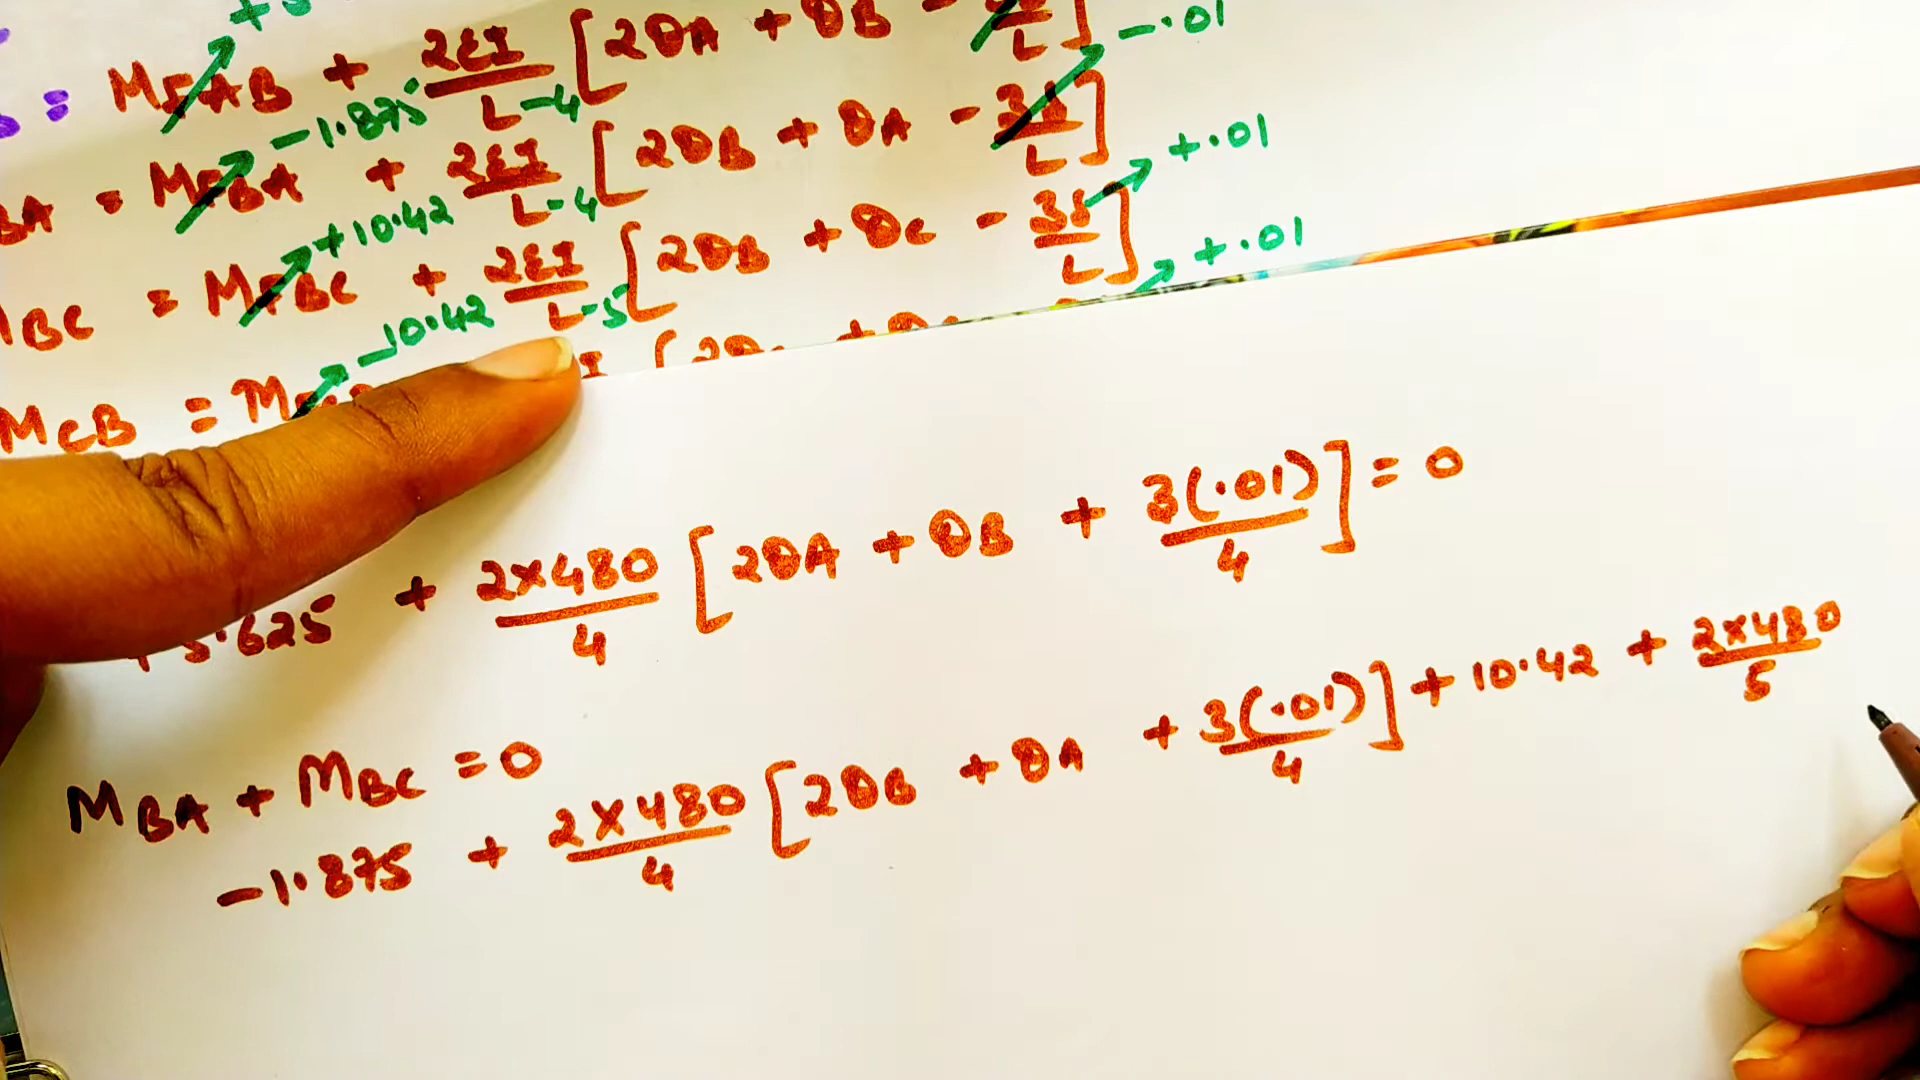 = MFAB + 2EI/L-4 [2θA + θB - 3δ/L] -.01
BA = MFBA -1.875 + 2EI/L-4 [2θB + θA - 3δ/L] +.01
MBC = MFBC +10.42 + 2EI/L-5 [2θB + θC - 3δ/L] +.01
MCB = -10.42
5.625 + 2×480/4 [2θA + θB + 3(.01)/4] = 0
MBA + MBC = 0
-1.875 + 2×480/4 [2θB + θA + 3(.01)/4] + 10.42 + 2×480/5